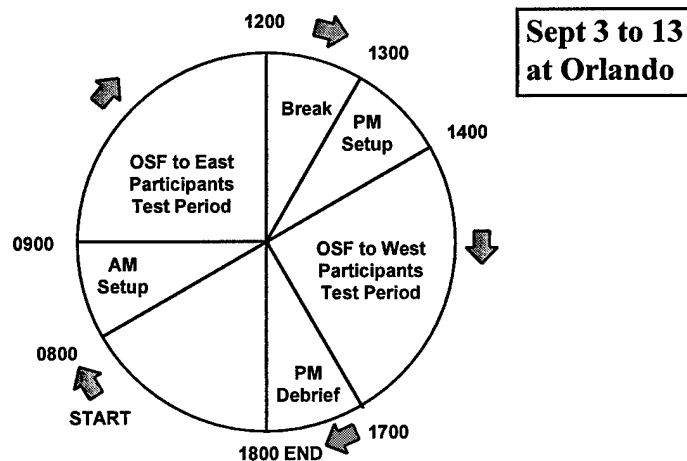 Sept 3 to 13
at Orlando
1200
1300
Break
PM
Setup
1400
OSF to East
Participants
Test Period
0900
AM
Setup
OSF to West
Participants
Test Period
0800
START
PM
Debrief
1700
1800 END